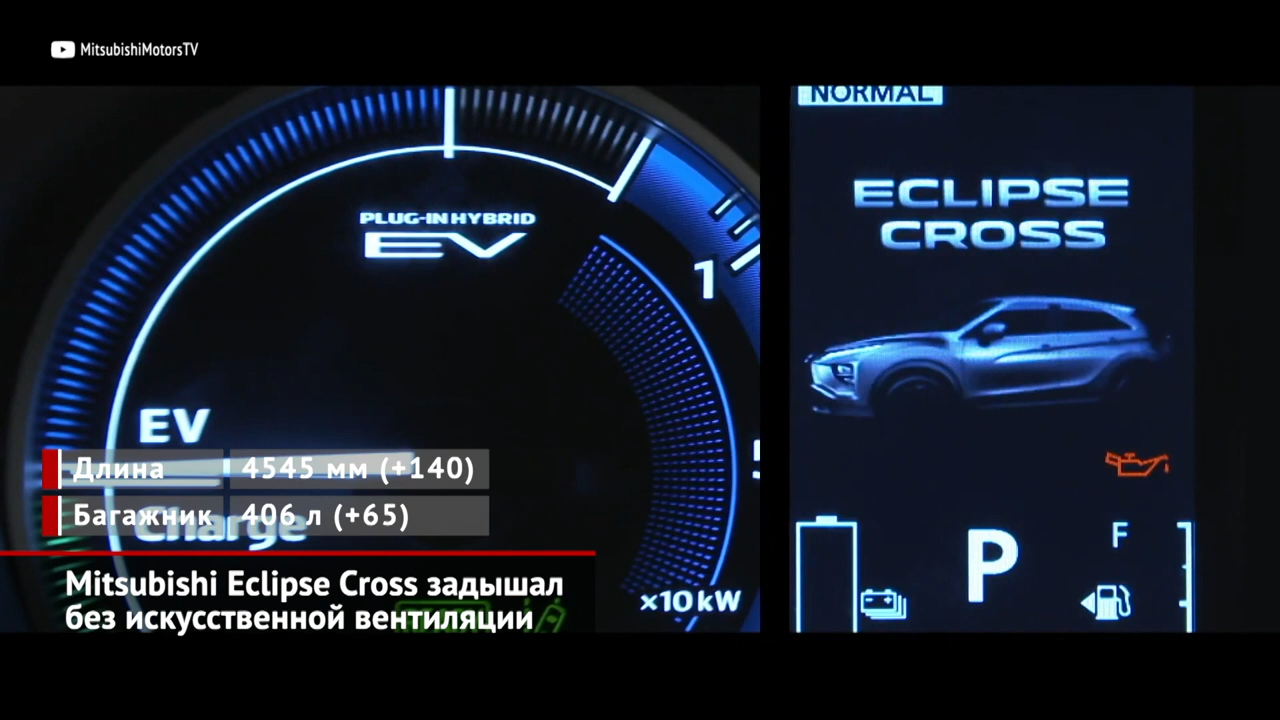 MitsubishiMotorsTV
NORMAL
ECLIPSE
CROSS
PLUG-IN HYBRID
EV
1
EV
Длина 4545 мм (+140)
Багажник 406 л (+65)
Charge
Mitsubishi Eclipse Cross задышал
без искусственной вентиляции
x10 kW
P
F